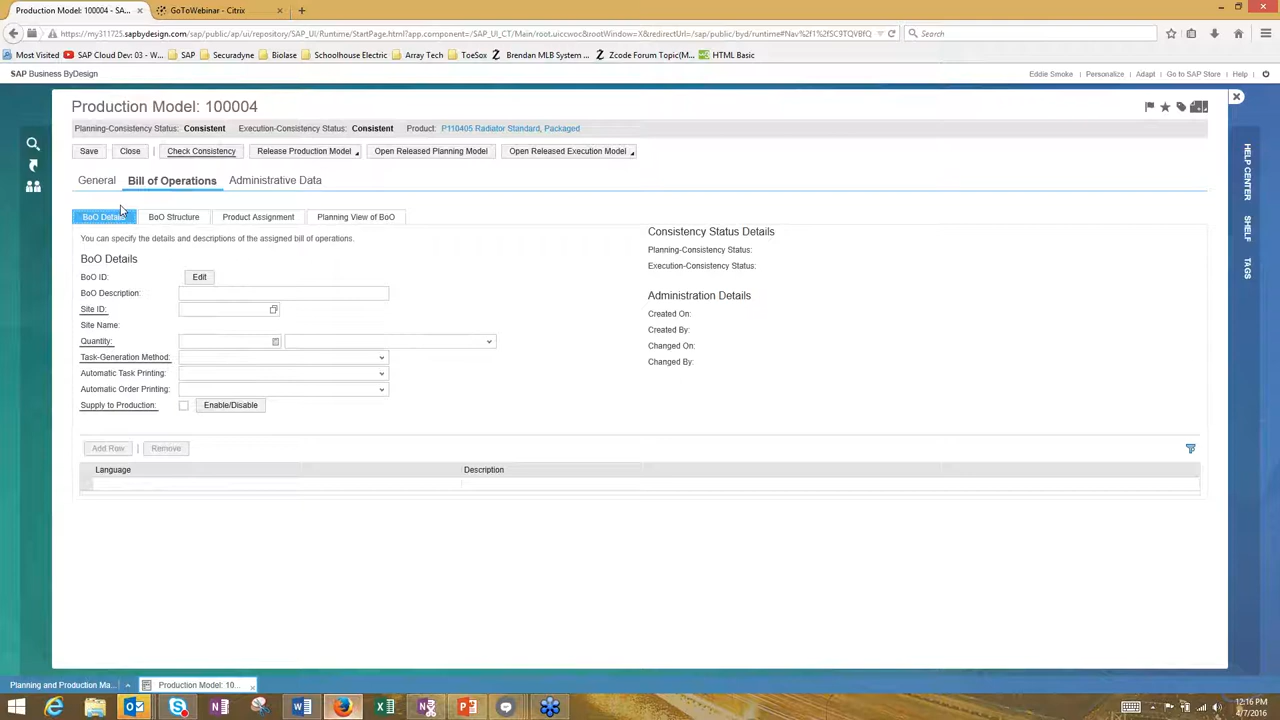 Production Model: 100004 - SA...
GoToWebinar - Citrix
https://my311725.sapbydesign.com/sap/public/ap/ui/repository/SAP_UI/Runtime/StartPage.html?app.component=/SAP_UI_CT/Main/root.uiccwoc&rootWindow=X&redirectUrl=/sap/public/byd/runtime#Nav%2f1%2fSC9TQVBfQ
Search
Most Visited
SAP Cloud Dev: 03 - W...
SAP
Securadyne
Biolase
Schoolhouse Electric
Array Tech
ToeSox
Brendan MLB System ...
Zcode Forum Topic(M...
HTML Basic
SAP Business ByDesign
Eddie Smoke
Personalize
Adapt
Go to SAP Store
Help
Production Model: 100004
Planning-Consistency Status: Consistent Execution-Consistency Status: Consistent Product: P110405 Radiator Standard, Packaged
Save Close Check Consistency Release Production Model Open Released Planning Model Open Released Execution Model
General Bill of Operations Administrative Data
BoO Details BoO Structure Product Assignment Planning View of BoO
You can specify the details and descriptions of the assigned bill of operations.
BoO Details
BoO ID: Edit
BoO Description:
Site ID:
Site Name:
Quantity:
Task-Generation Method:
Automatic Task Printing:
Automatic Order Printing:
Supply to Production: Enable/Disable
Consistency Status Details
Planning-Consistency Status:
Execution-Consistency Status:
Administration Details
Created On:
Created By:
Changed On:
Changed By:
Add Row Remove
Language Description
HELP CENTER
SHELF
TAGS
Planning and Production Ma...
Production Model: 10...
12:16 PM
4/7/2016